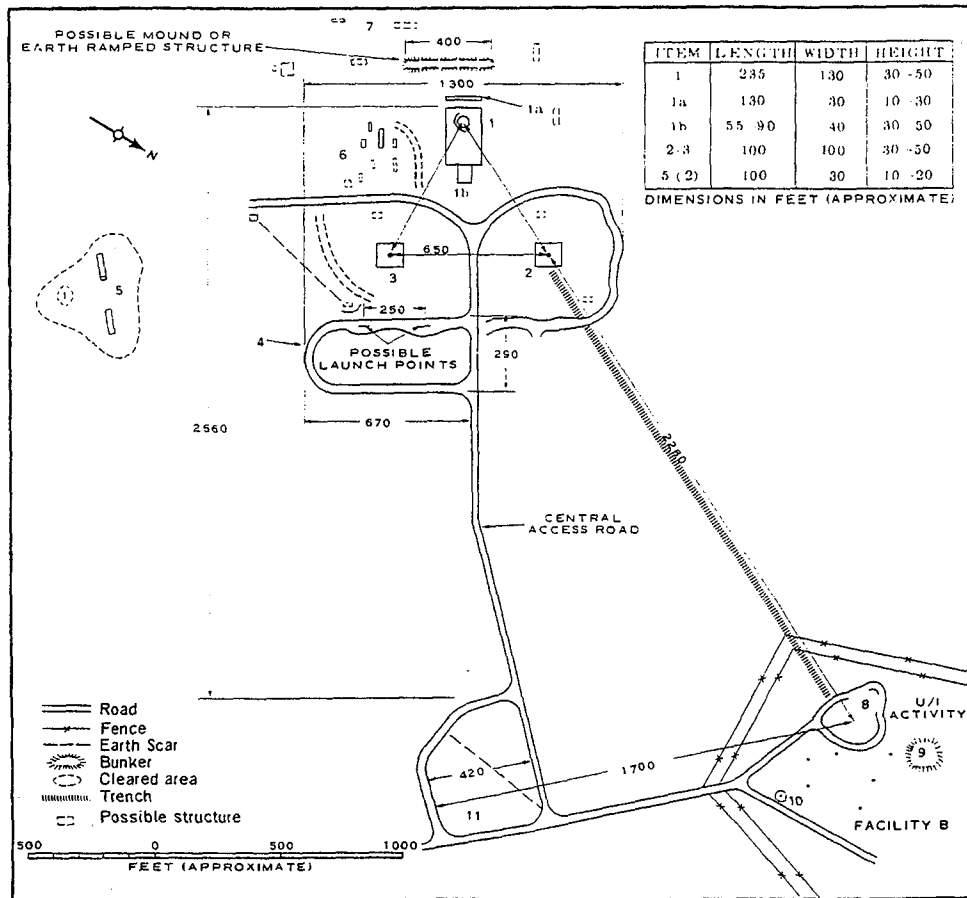 POSSIBLE MOUND OR
EARTH RAMPED STRUCTURE
7
400
1300
1a
1
6
1b
N
ITEM LENGTH WIDTH HEIGHT
1 235 130 30 -50
1a 130 30 10 -30
1b 55 90 40 30 50
2-3 100 100 30 -50
5 (2) 100 30 10 -20
DIMENSIONS IN FEET (APPROXIMATE)
650
3
2
5
250
4
POSSIBLE
LAUNCH POINTS
290
2560
670
2280
CENTRAL
ACCESS ROAD
8
U/I
ACTIVITY
9
Road
Fence
Earth Scar
Bunker
Cleared area
Trench
Possible structure
420
1700
11
10
FACILITY B
500 0 500 1000
FEET (APPROXIMATE)